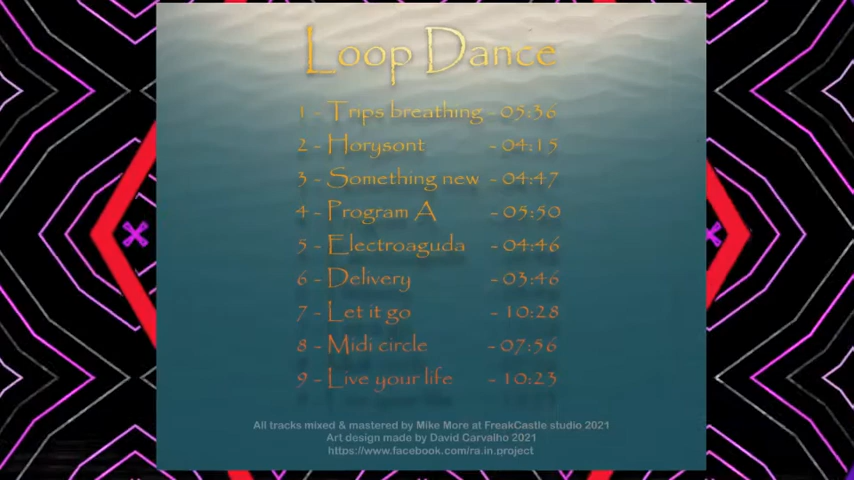 Loop Dance
1 - Trips breathing - 05:36
2 - Horysont - 04:15
3 - Something new - 04:47
4 - Program A - 05:50
5 - Electroaguda - 04:46
6 - Delivery - 03:46
7 - Let it go - 10:28
8 - Midi circle - 07:56
9 - Live your life - 10:23
All tracks mixed & mastered by Mike More at FreakCastle studio 2021
Art design made by David Carvalho 2021
https://www.facebook.com/ra.in.project